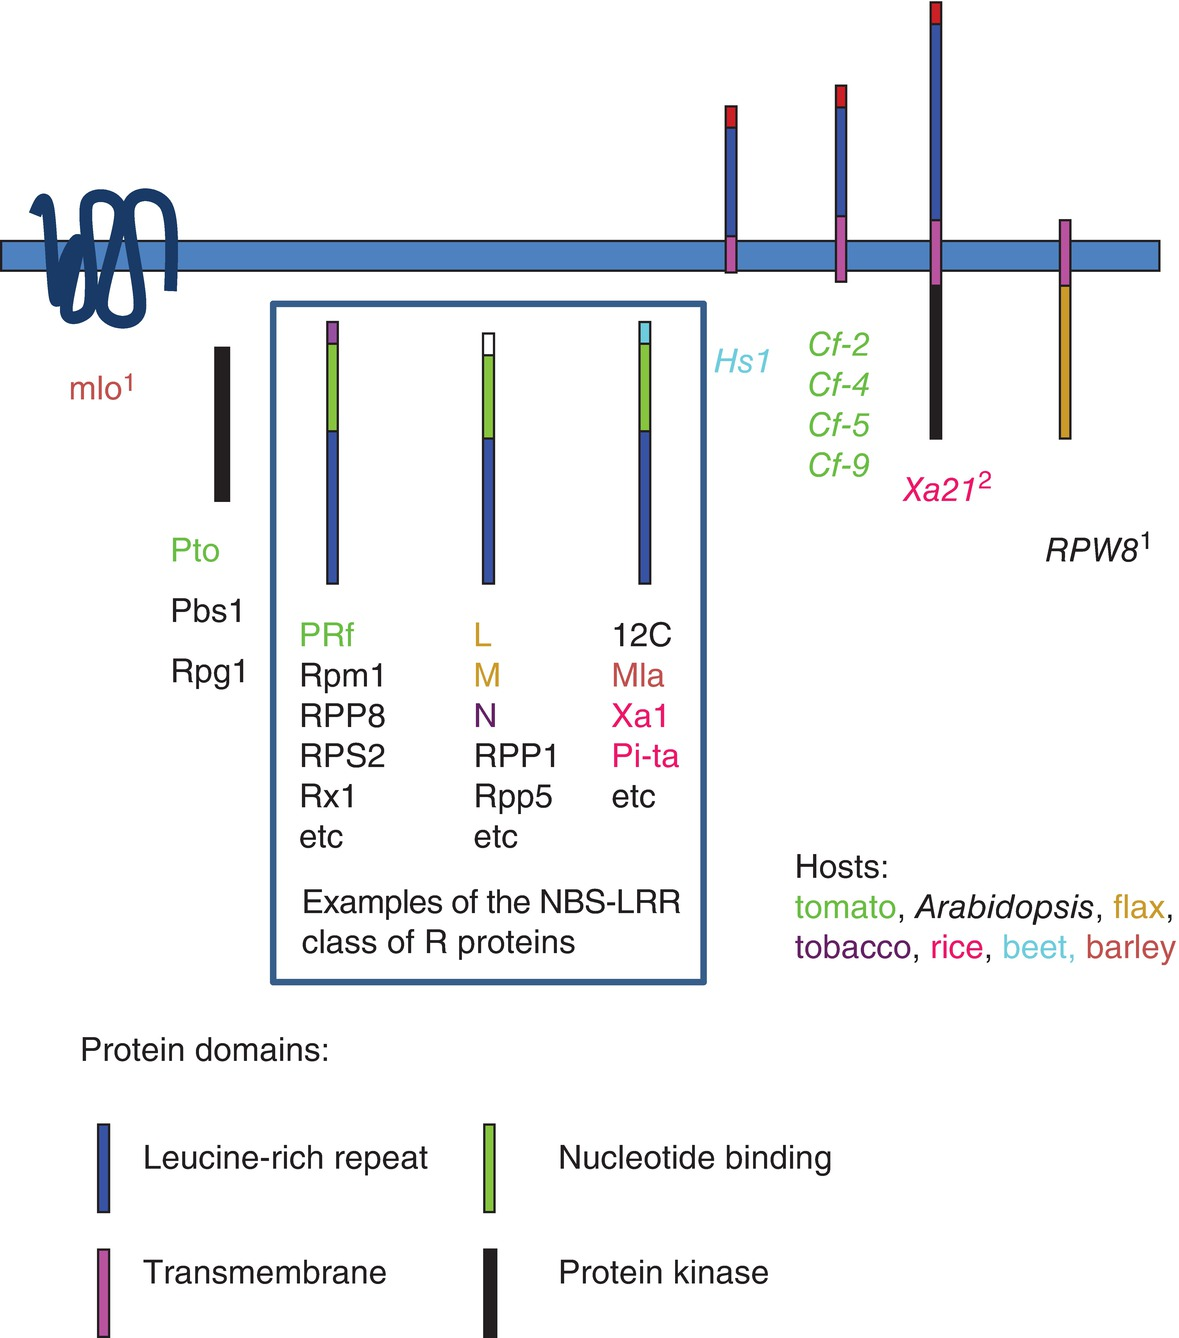 mlo¹
Pto
Pbs1
Rpg1
PRf
Rpm1
RPP8
RPS2
Rx1
etc
L
M
N
RPP1
Rpp5
etc
12C
Mla
Xa1
Pi-ta
etc
Examples of the NBS-LRR
class of R proteins
Hs1
Cf-2
Cf-4
Cf-5
Cf-9
Xa21²
RPW8¹
Hosts:
tomato, Arabidopsis, flax,
tobacco, rice, beet, barley
Protein domains:
Leucine-rich repeat
Nucleotide binding
Transmembrane
Protein kinase